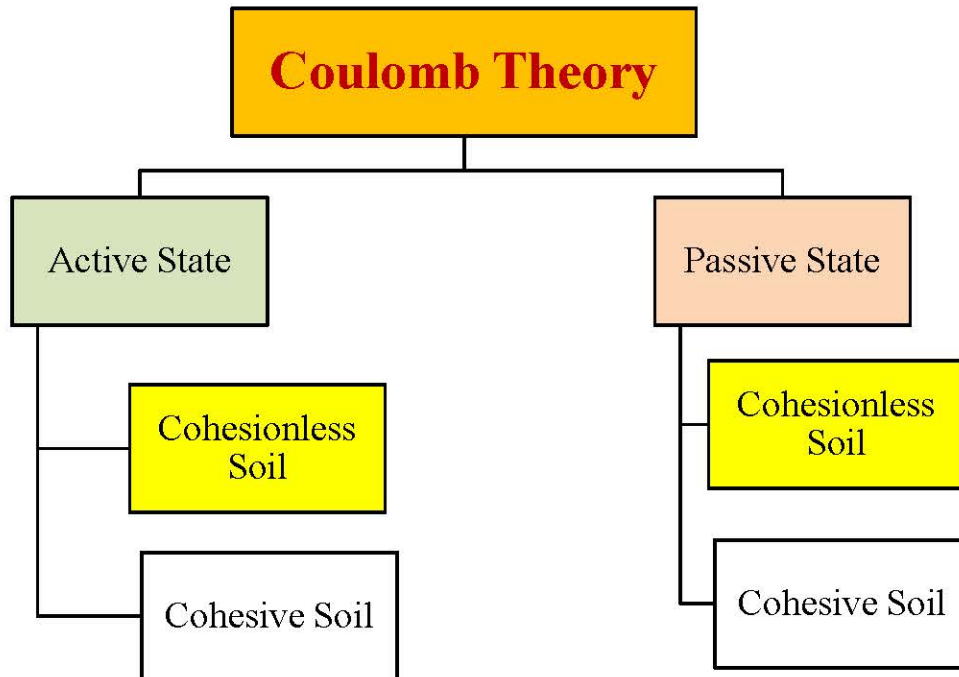 Coulomb Theory
Active State
Cohesionless
Soil
Cohesive Soil
Passive State
Cohesionless
Soil
Cohesive Soil